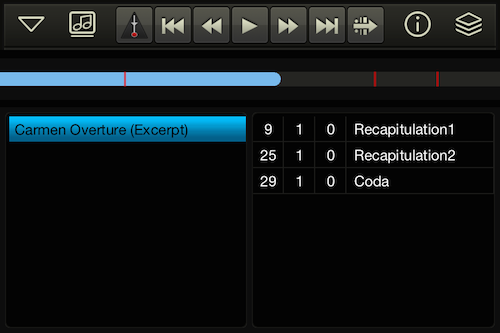 Carmen Overture (Excerpt)
9 1 0 Recapitulation1
25 1 0 Recapitulation2
29 1 0 Coda